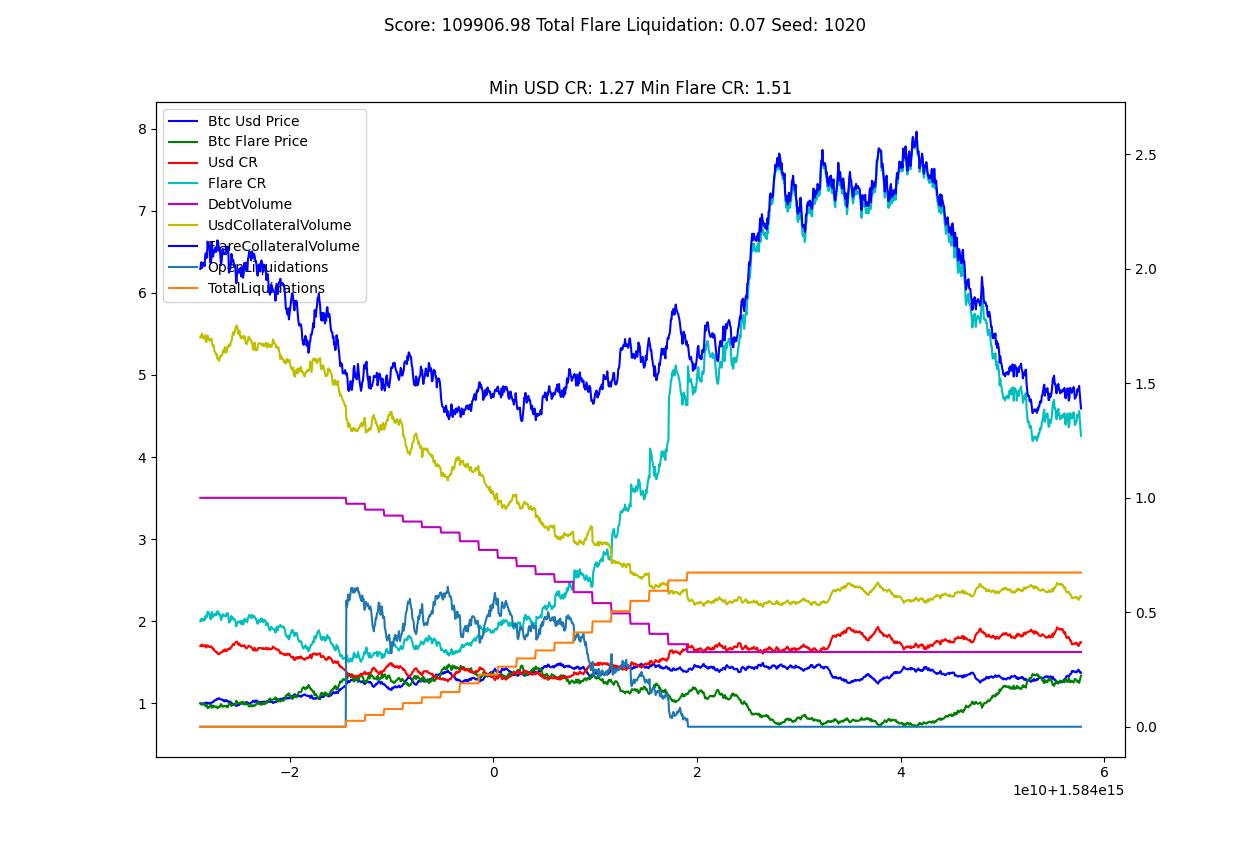 Score: 109906.98 Total Flare Liquidation: 0.07 Seed: 1020
Min USD CR: 1.27 Min Flare CR: 1.51
Btc Usd Price
Btc Flare Price
Usd CR
Flare CR
DebtVolume
UsdCollateralVolume
FlareCollateralVolume
OpenLiquidations
TotalLiquidations
8
7
6
5
4
3
2
1
2.5
2.0
1.5
1.0
0.5
0.0
−2
0
2
4
6
1e10+1.584e15